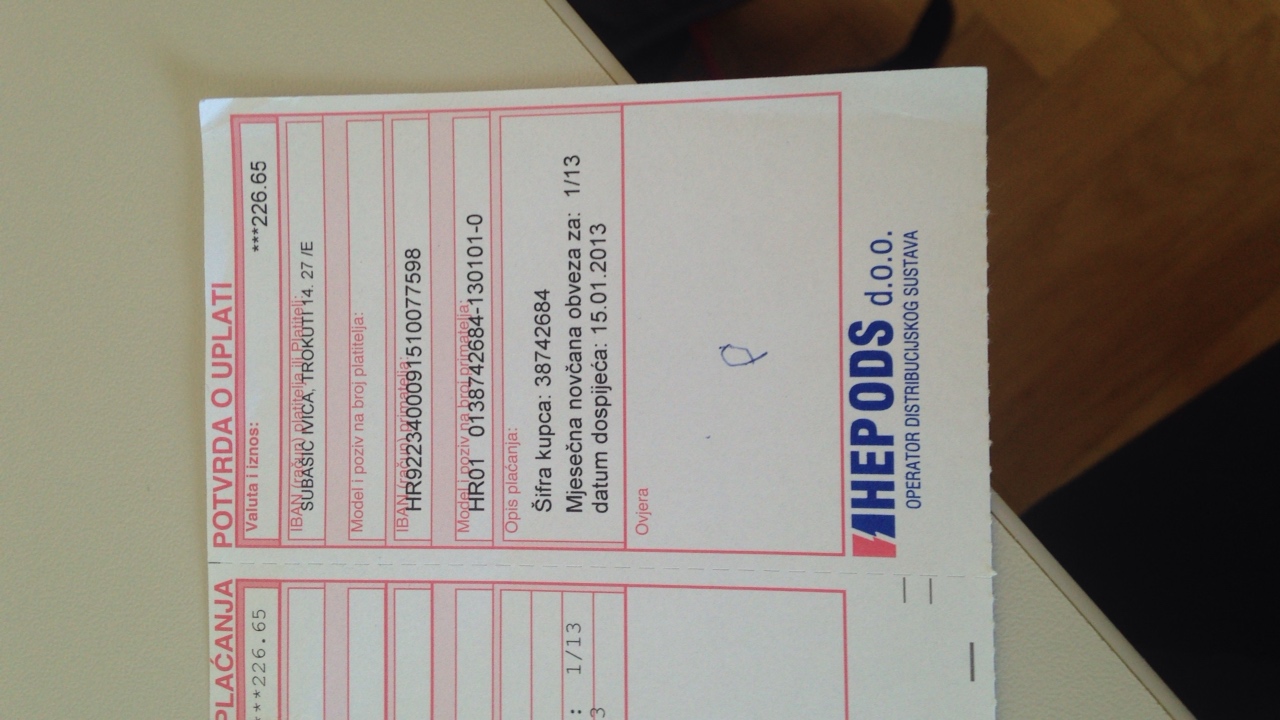 PLAĆANJA
**226.65
: 1/13
3
POTVRDA O UPLATI
Valuta i iznos: ***226.65
IBAN (račun) platitelja ili Platitelj:
SUBAŠIĆ IVICA, TROKUTI 14. 27 /E
Model i poziv na broj platitelja:
IBAN (račun) primatelja:
HR9223400091510077598
Model i poziv na broj primatelja:
HR01 0138742684-130101-0
Opis plaćanja:
Šifra kupca: 38742684
Mjesečna novčana obveza za: 1/13
datum dospijeća: 15.01.2013
Ovjera
HEP ODS d.o.o.
OPERATOR DISTRIBUCIJSKOG SUSTAVA